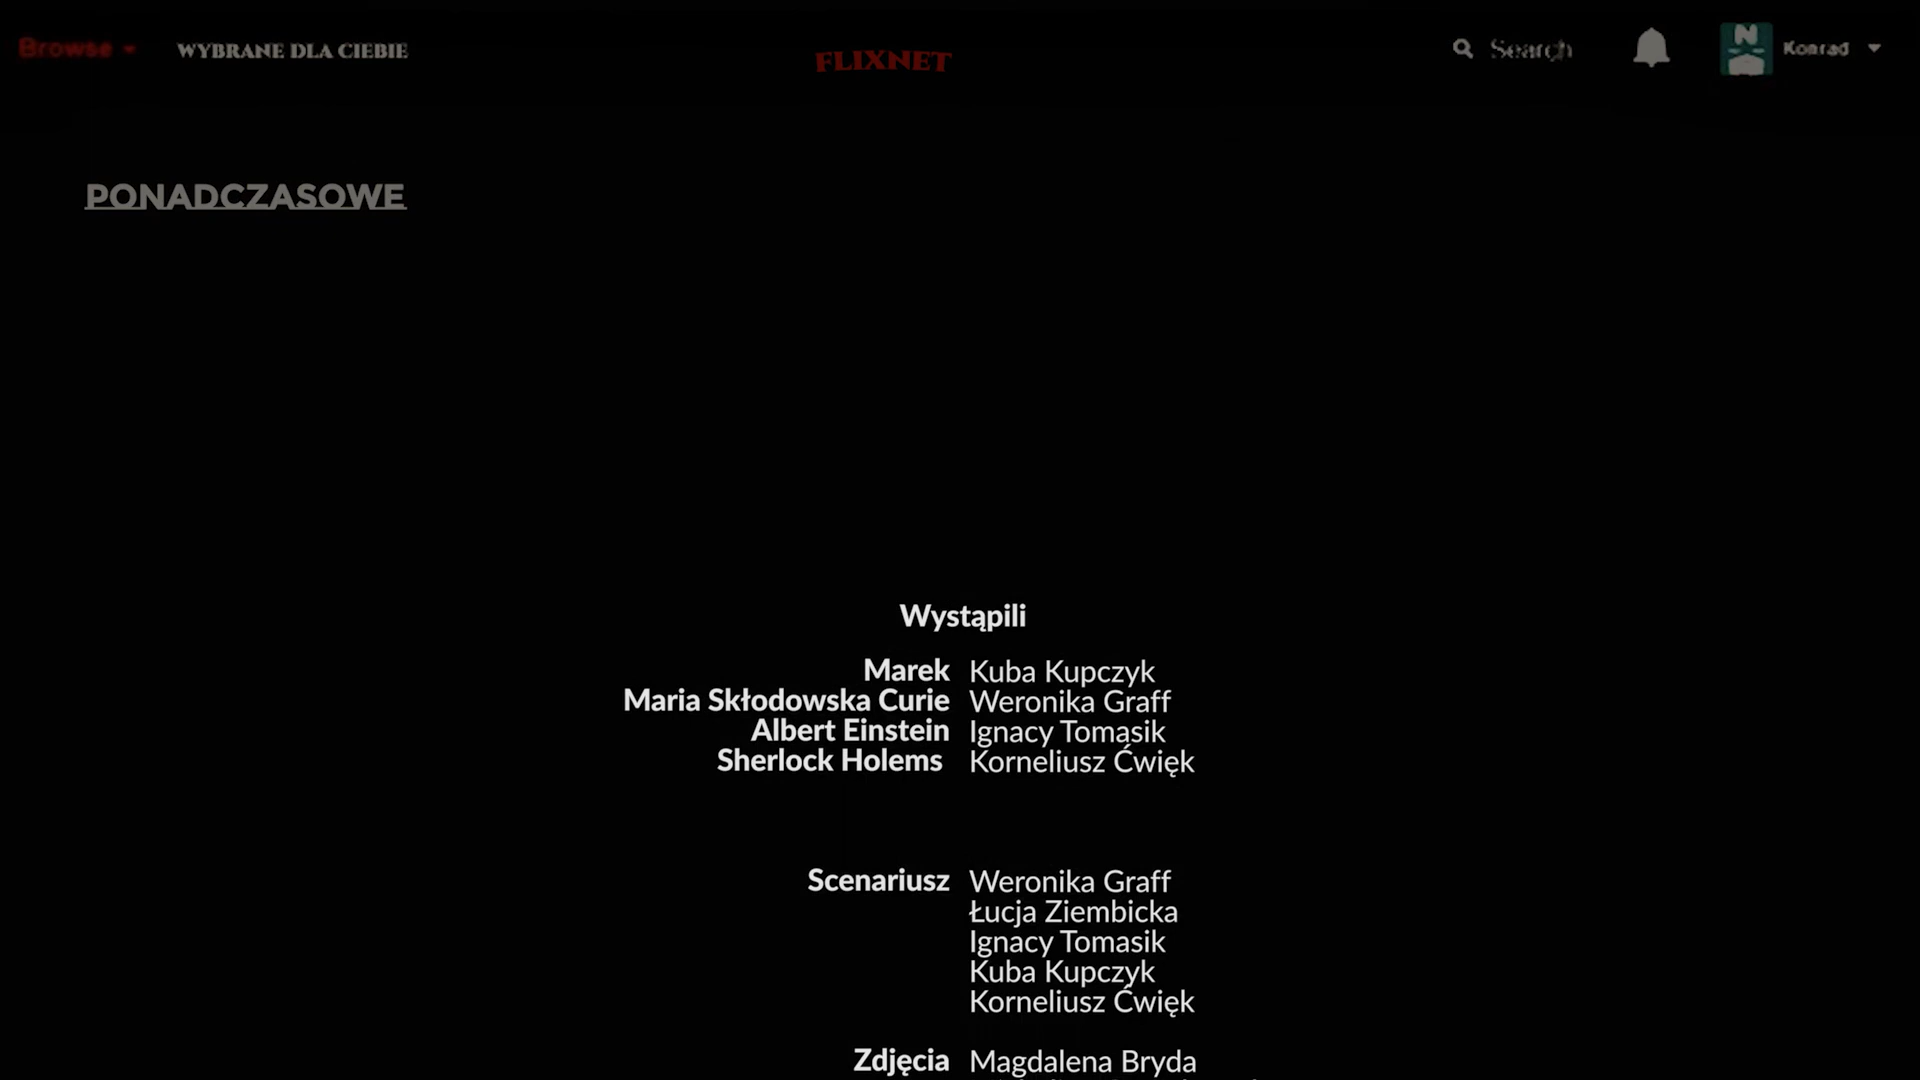 Browse
WYBRANE DLA CIEBIE
FLIXNET
Search
N
Konrad
PONADCZASOWE
Wystąpili
Marek Kuba Kupczyk
Maria Skłodowska Curie Weronika Graff
Albert Einstein Ignacy Tomasik
Sherlock Holems Korneliusz Ćwięk
Scenariusz Weronika Graff
Łucja Ziembicka
Ignacy Tomasik
Kuba Kupczyk
Korneliusz Ćwięk
Zdjęcia Magdalena Bryda